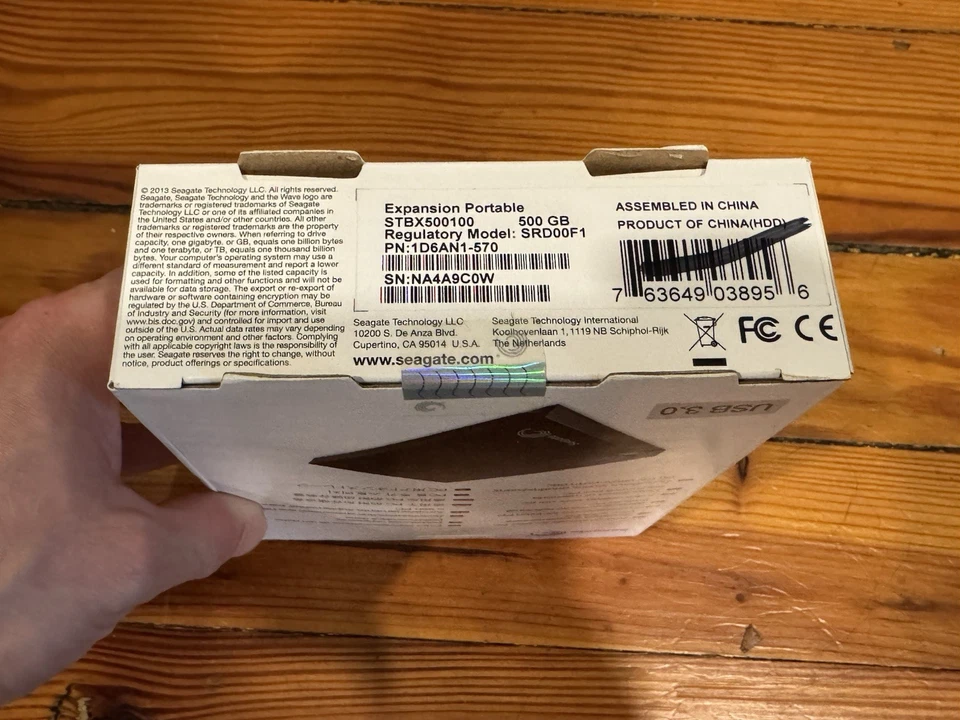 © 2013 Seagate Technology LLC. All rights reserved.
Seagate, Seagate Technology and the Wave logo are
trademarks or registered trademarks of Seagate
Technology LLC or one of its affiliated companies in
the United States and/or other countries. All other
trademarks or registered trademarks are the property
of their respective owners. When referring to drive
capacity, one gigabyte, or GB, equals one billion bytes
and one terabyte, or TB, equals one thousand billion
bytes. Your computer's operating system may use a
different standard of measurement and report a lower
capacity. In addition, some of the listed capacity is
used for formatting and other functions and will not be
available for data storage. The export or re-export of
hardware or software containing encryption may be
regulated by the U.S. Department of Commerce, Bureau
of Industry and Security (for more information, visit
www.bis.doc.gov) and controlled for import and use
outside of the U.S. Actual data rates may vary depending
on operating environment and other factors. Complying
with all applicable copyright laws is the responsibility of
the user. Seagate reserves the right to change, without
notice, product offerings or specifications.
Expansion Portable
STBX500100 500 GB
Regulatory Model: SRD00F1
PN:1D6AN1-570
SN:NA4A9C0W
ASSEMBLED IN CHINA
PRODUCT OF CHINA(HDD)
7 63649 03895 6
Seagate Technology LLC
10200 S. De Anza Blvd.
Cupertino, CA 95014 U.S.A.
www.seagate.com
Seagate Technology International
Koolhovenlaan 1,1119 NB Schiphol-Rijk
The Netherlands
FC CE
USB 3.0